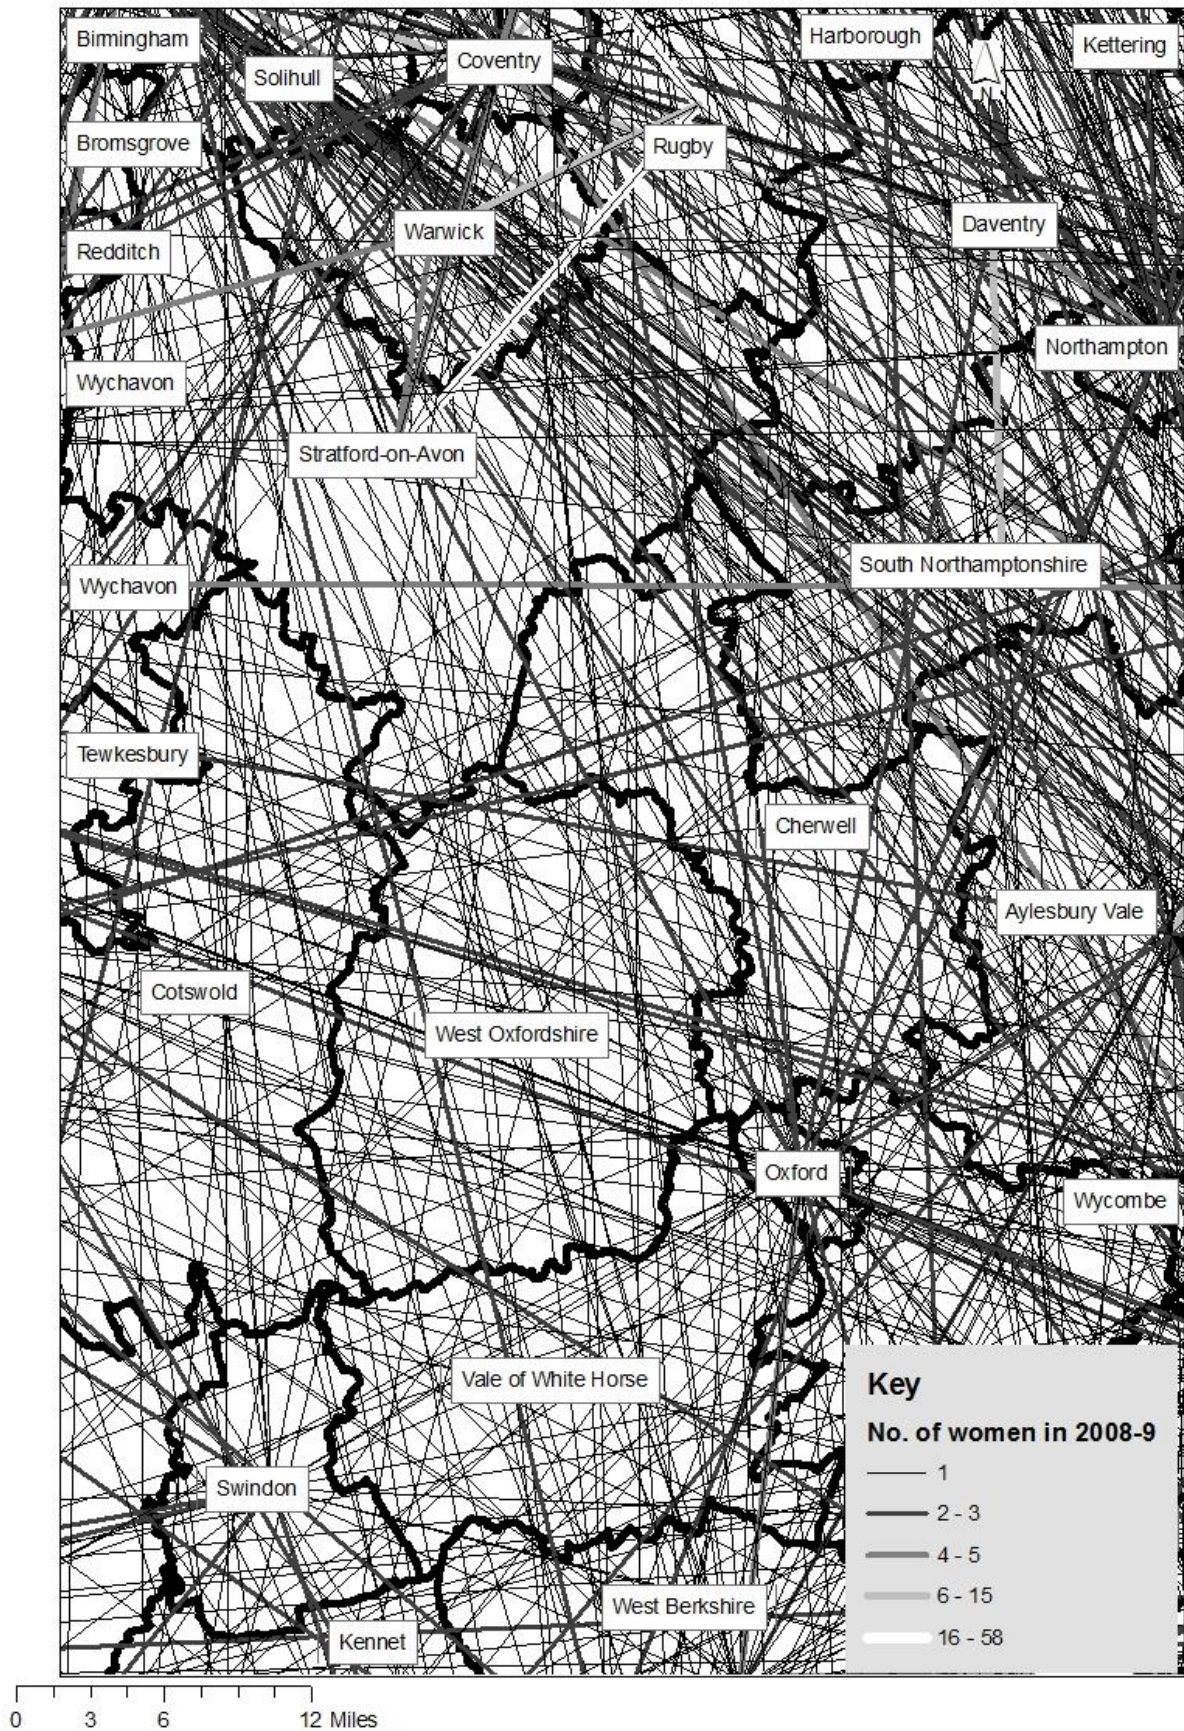 Birmingham
Harborough
Kettering
Coventry
Solihull
N
Bromsgrove
Rugby
Daventry
Warwick
Redditch
Northampton
Wychavon
Stratford-on-Avon
South Northamptonshire
Wychavon
Tewkesbury
Cherwell
Aylesbury Vale
Cotswold
West Oxfordshire
Oxford
Wycombe
Vale of White Horse
Swindon
West Berkshire
Kennet
Key
No. of women in 2008-9
1
2 - 3
4 - 5
6 - 15
16 - 58
0 3 6 12 Miles